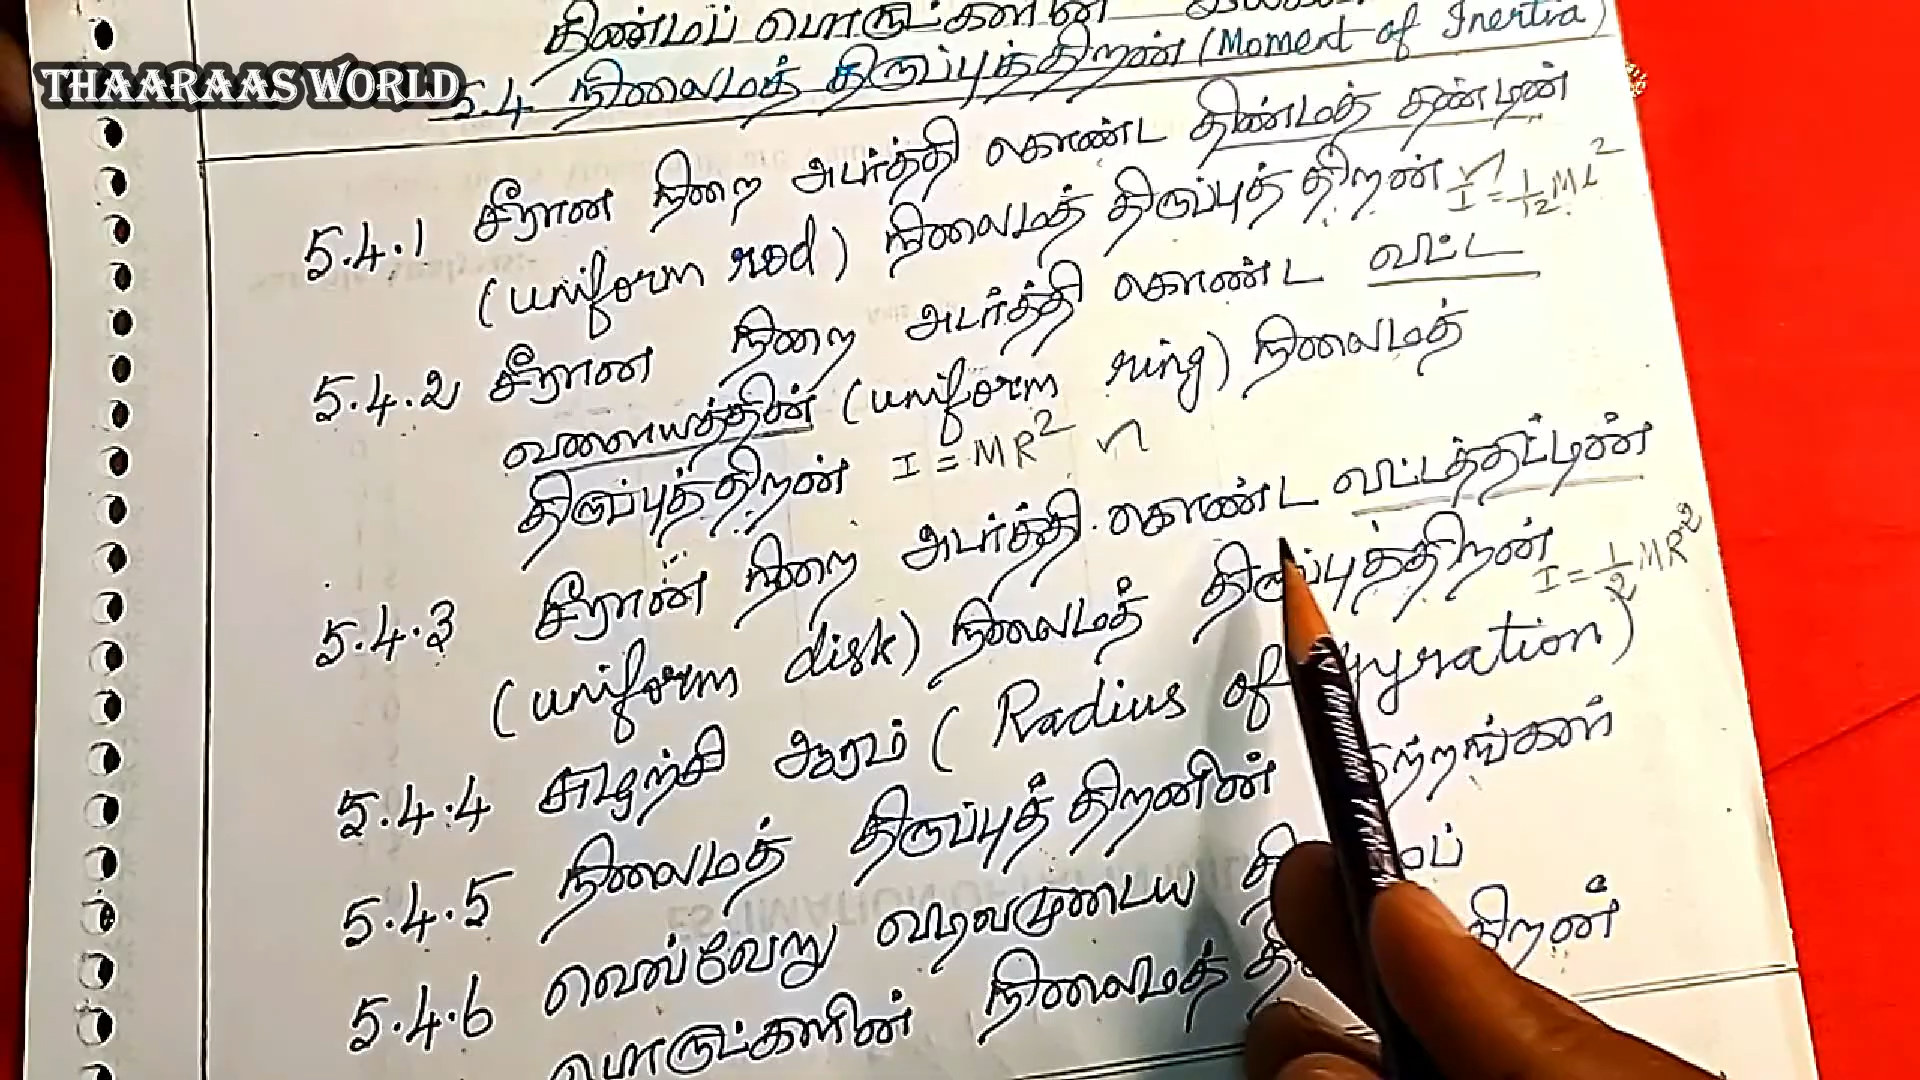 திண்மப் பொருட்களின்
THAARAAS WORLD
5.4 நிலைமத் திருப்புத்திறன் (Moment of Inertia)
5.4.1 சீரான நிறை அடர்த்தி கொண்ட திண்மத் தண்டின்
(uniform rod) நிலைமத் திருப்புத் திறன் I = 1/12 ML²
5.4.2 சீரான நிறை அடர்த்தி கொண்ட வட்ட
வளையத்தின் (uniform ring) நிலைமத்
திருப்புத்திறன் I = MR²
5.4.3 சீரான் நிறை அடர்த்தி கொண்ட வட்டத்தட்டின்
(uniform disk) நிலைமத் திருப்புத்திறன் I = 1/2 MR²
5.4.4 சுழற்சி ஆரம் (Radius of gyration)
5.4.5 நிலைமத் திருப்புத் திறனின்
5.4.6 வெவ்வேறு வடிவமுடைய
பொருட்களின் நிலைமத்